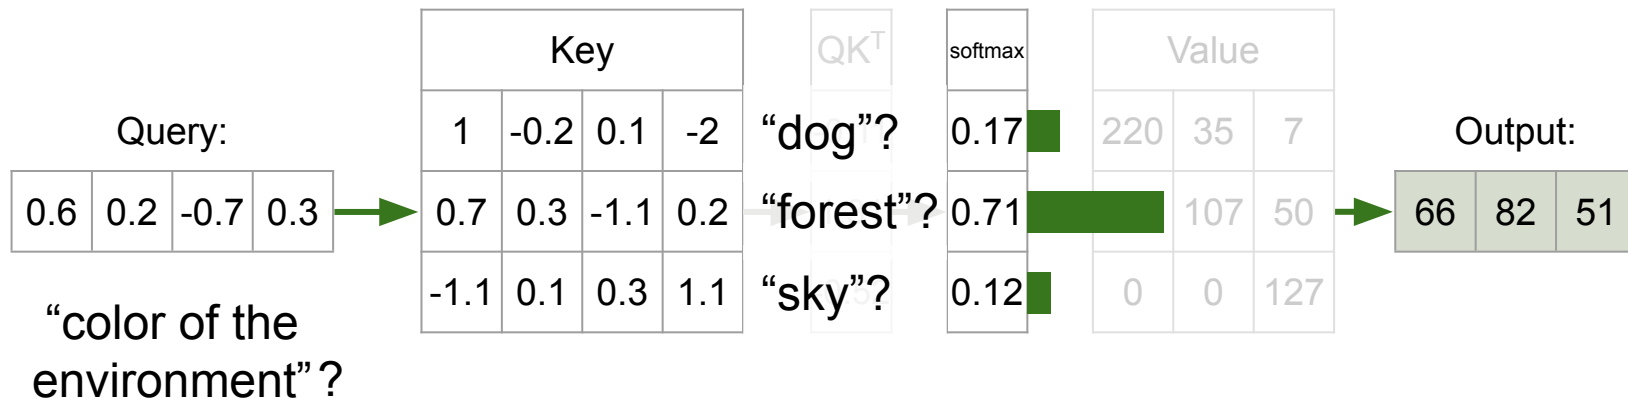 Key QK^T softmax Value
Query: 1 -0.2 0.1 -2 “dog”? 0.17 220 35 7 Output:
0.6 0.2 -0.7 0.3 0.7 0.3 -1.1 0.2 “forest”? 0.71 107 50 66 82 51
-1.1 0.1 0.3 1.1 “sky”? 0.12 0 0 127
“color of the
environment”?